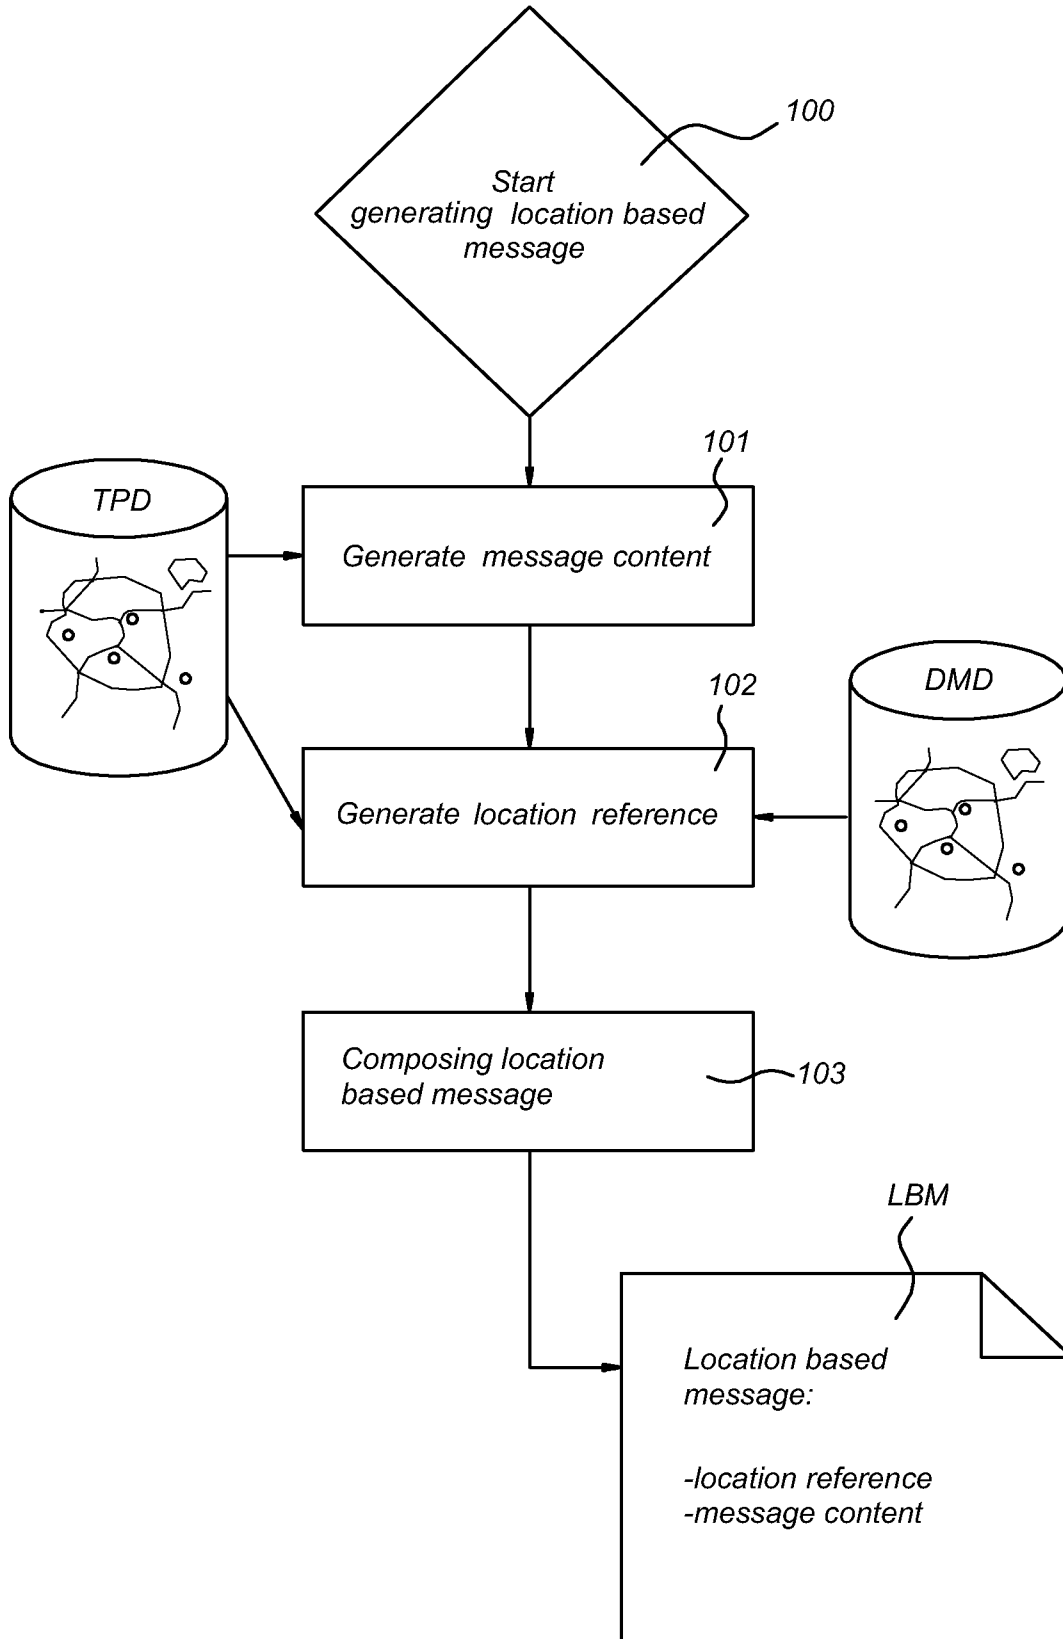 100
Start
generating location based
message
101
TPD
Generate message content
102
DMD
Generate location reference
Composing location
based message
103
LBM
Location based
message:
-location reference
-message content